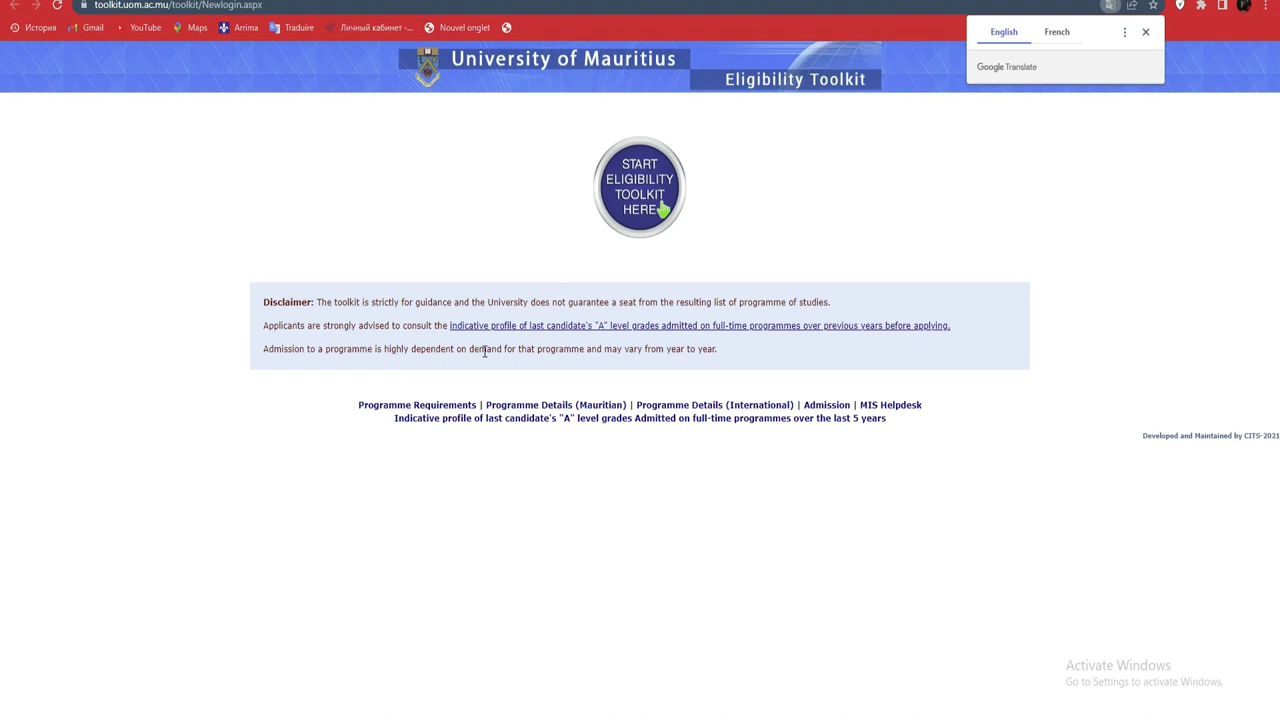 toolkit.uom.ac.mu/toolkit/Newlogin.aspx
История Gmail YouTube Maps Arrima Traduire Личный кабинет -... Nouvel onglet
English French
Google Translate
University of Mauritius
Eligibility Toolkit
START
ELIGIBILITY
TOOLKIT
HERE
Disclaimer: The toolkit is strictly for guidance and the University does not guarantee a seat from the resulting list of programme of studies.
Applicants are strongly advised to consult the indicative profile of last candidate's "A" level grades admitted on full-time programmes over previous years before applying.
Admission to a programme is highly dependent on demand for that programme and may vary from year to year.
Programme Requirements | Programme Details (Mauritian) | Programme Details (International) | Admission | MIS Helpdesk
Indicative profile of last candidate's "A" level grades Admitted on full-time programmes over the last 5 years
Developed and Maintained by CITS-2021
Activate Windows
Go to Settings to activate Windows.